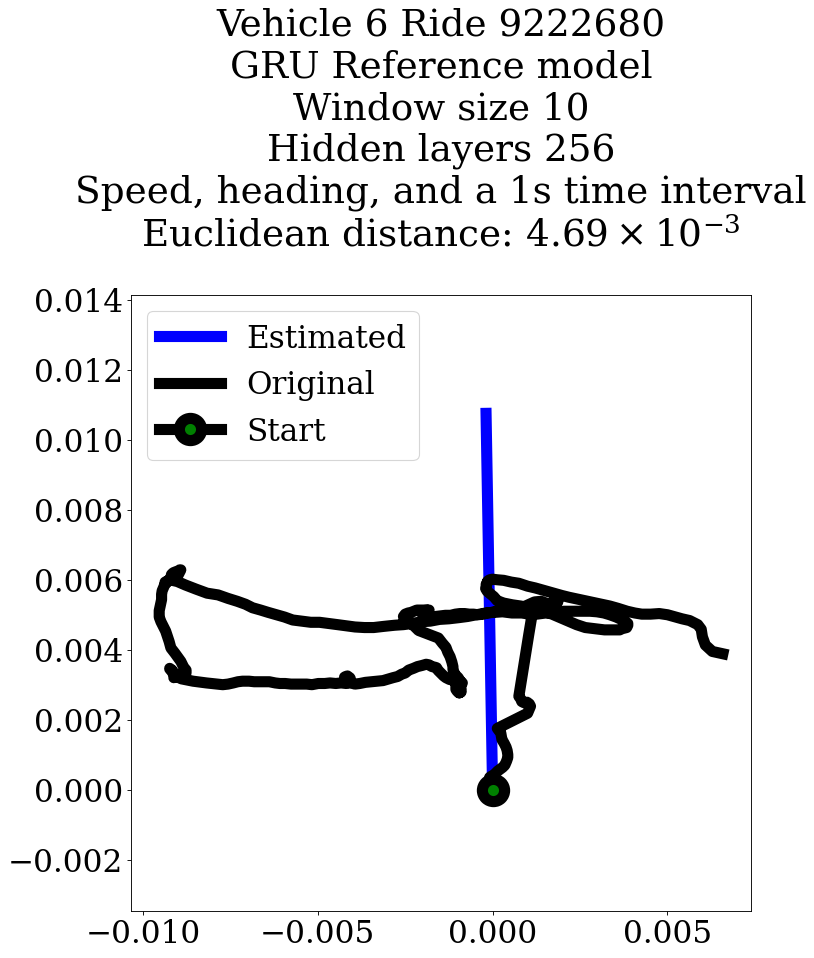 Vehicle 6 Ride 9222680
GRU Reference model
Window size 10
Hidden layers 256
Speed, heading, and a 1s time interval
Euclidean distance: 4.69 × 10⁻³
0.014
0.012
0.010
0.008
0.006
0.004
0.002
0.000
−0.002
Estimated
Original
Start
−0.010
−0.005
0.000
0.005